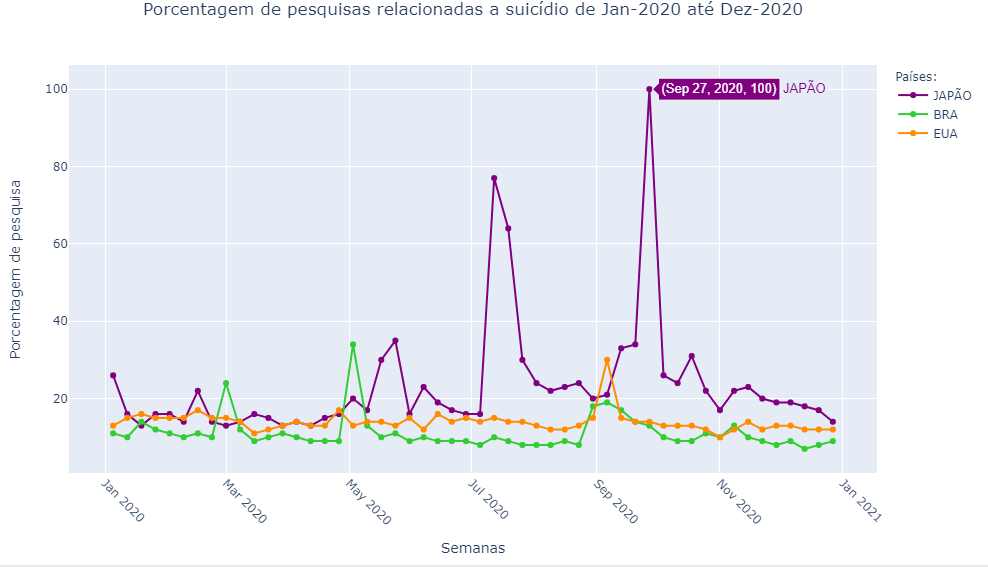 Porcentagem de pesquisas relacionadas a suicídio de Jan-2020 até Dez-2020
Países:
JAPÃO
BRA
EUA
(Sep 27, 2020, 100) JAPÃO
Porcentagem de pesquisa
100
80
60
40
20
Jan 2020
Mar 2020
May 2020
Jul 2020
Sep 2020
Nov 2020
Jan 2021
Semanas